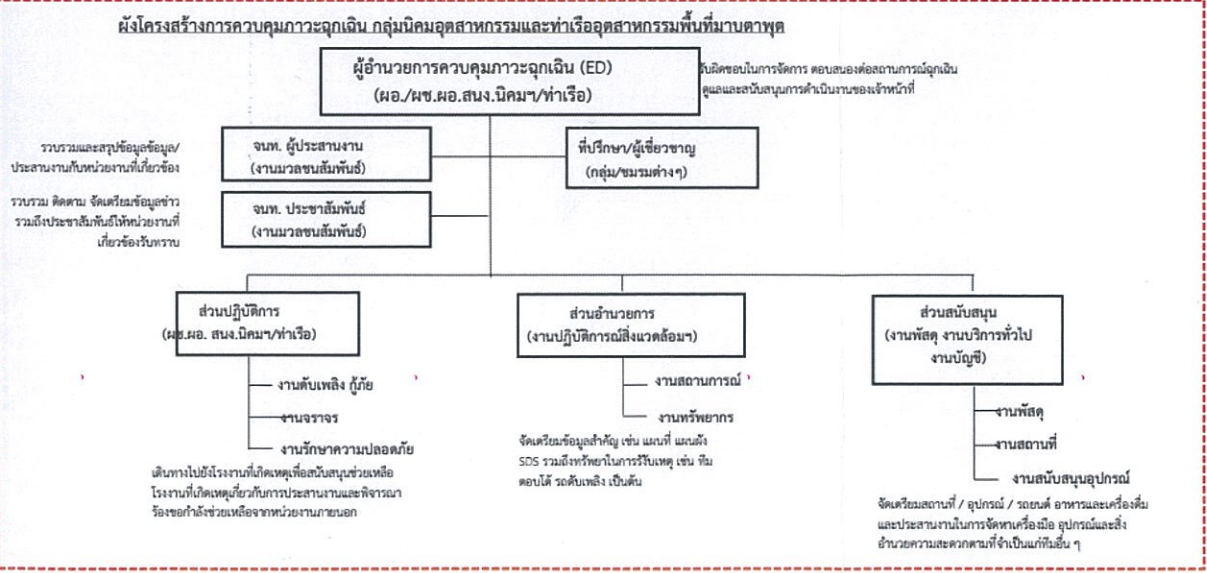 ผังโครงสร้างการควบคุมภาวะฉุกเฉิน กลุ่มนิคมอุตสาหกรรมและท่าเรืออุตสาหกรรมพื้นที่มาบตาพุต
ผู้อำนวยการควบคุมภาวะฉุกเฉิน (ED)
(ผอ./ผช.ผอ.สนง.นิคมฯ/ท่าเรือ)
รับผิดชอบในการจัดการ ตอบสนองต่อสถานการณ์ฉุกเฉิน
ดูแลและสนับสนุนการดำเนินงานของเจ้าหน้าที่
รวบรวมและสรุปข้อมูลข้อมูล/
ประสานงานกับหน่วยงานที่เกี่ยวข้อง
จนท. ผู้ประสานงาน
(งานมวลชนสัมพันธ์)
ที่ปรึกษา/ผู้เชี่ยวชาญ
(กลุ่ม/ชมรมต่างๆ)
รวบรวม ติดตาม จัดเตรียมข้อมูลข่าว
รวมถึงประชาสัมพันธ์ให้หน่วยงานที่
เกี่ยวข้องรับทราบ
จนท. ประชาสัมพันธ์
(งานมวลชนสัมพันธ์)
ส่วนปฏิบัติการ
(ผช.ผอ. สนง.นิคมฯ/ท่าเรือ)
งานดับเพลิง กู้ภัย
งานจราจร
งานรักษาความปลอดภัย
เดินทางไปยังโรงงานที่เกิดเหตุเพื่อสนับสนุนช่วยเหลือ
โรงงานที่เกิดเหตุเกี่ยวกับการประสานงานและพิจารณา
ร้องขอกำลังช่วยเหลือจากหน่วยงานภายนอก
ส่วนอำนวยการ
(งานปฏิบัติการณ์สิ่งแวดล้อมฯ)
งานสถานการณ์
งานทรัพยากร
จัดเตรียมข้อมูลสำคัญ เช่น แผนที่ แผนผัง
SDS รวมถึงทรัพยาในการรังับเหตุ เช่น ทีม
ตอบโต้ รถดับเพลิง เป็นต้น
ส่วนสนับสนุน
(งานพัสดุ งานบริการทั่วไป
งานบัญชี)
งานพัสดุ
งานสถานที่
งานสนับสนุนอุปกรณ์
จัดเตรียมสถานที่ / อุปกรณ์ / รถยนต์ อาหารและเครื่องดื่ม
และประสานงานในการจัดหาเครื่องมือ อุปกรณ์และสิ่ง
อำนวยความสะดวกตามที่จำเป็นแก่ทีมอื่น ๆ